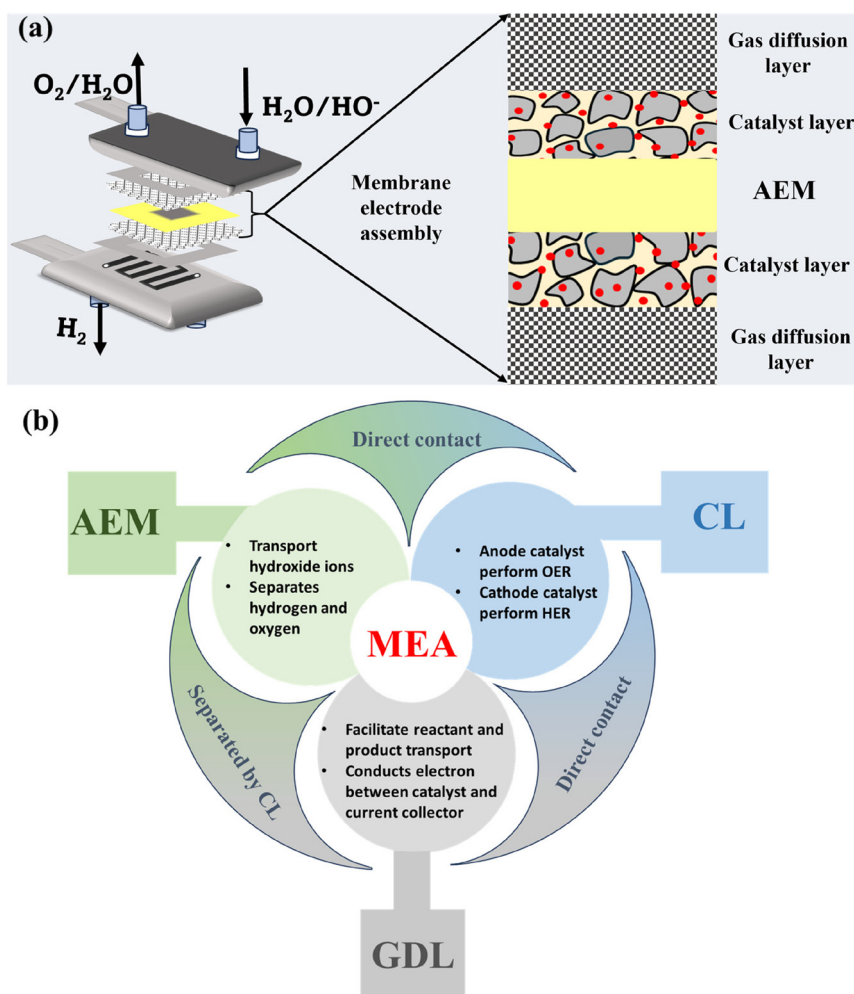 (a)
O₂/H₂O
H₂O/HO⁻
Membrane
electrode
assembly
H₂
Gas diffusion
layer
Catalyst layer
AEM
Catalyst layer
Gas diffusion
layer
(b)
Direct contact
AEM
CL
• Transport
hydroxide ions
• Separates
hydrogen and
oxygen
• Anode catalyst
perform OER
• Cathode catalyst
perform HER
MEA
Separated by CL
Direct contact
• Facilitate reactant and
product transport
• Conducts electron
between catalyst and
current collector
GDL